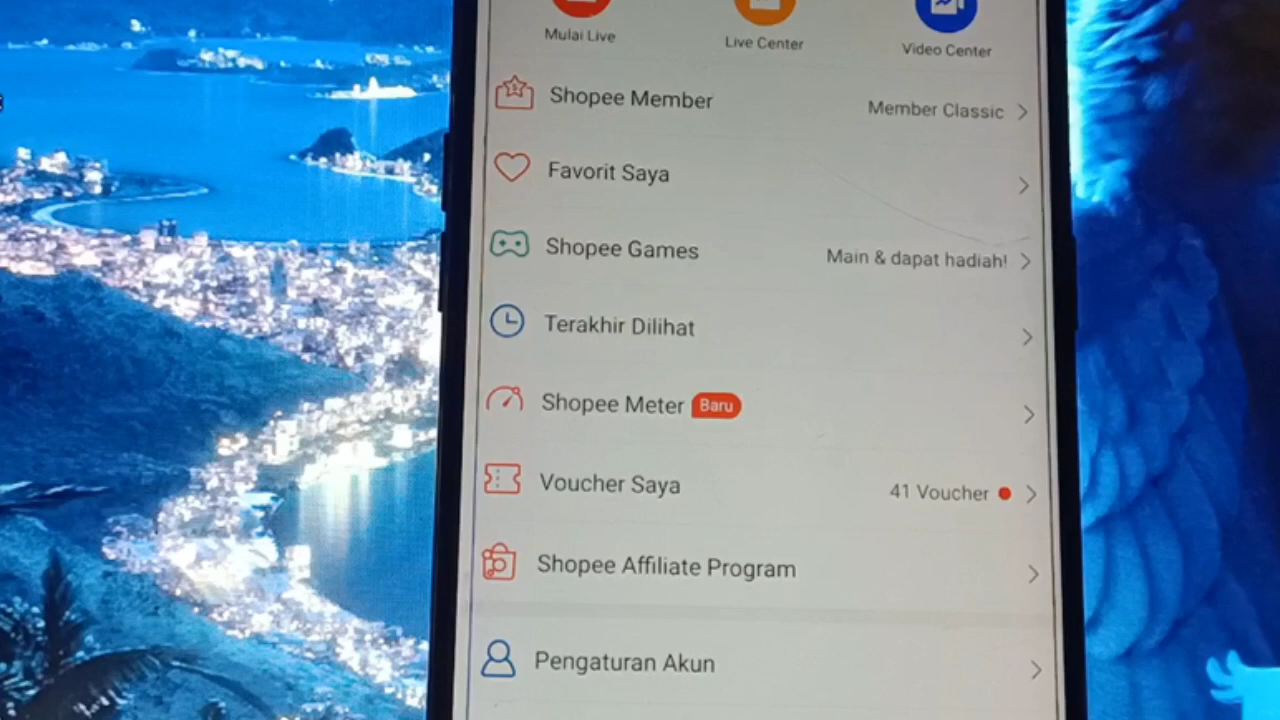 Mulai Live
Live Center
Video Center
Shopee Member
Member Classic
Favorit Saya
Shopee Games
Main & dapat hadiah!
Terakhir Dilihat
Shopee Meter Baru
Voucher Saya
41 Voucher
Shopee Affiliate Program
Pengaturan Akun